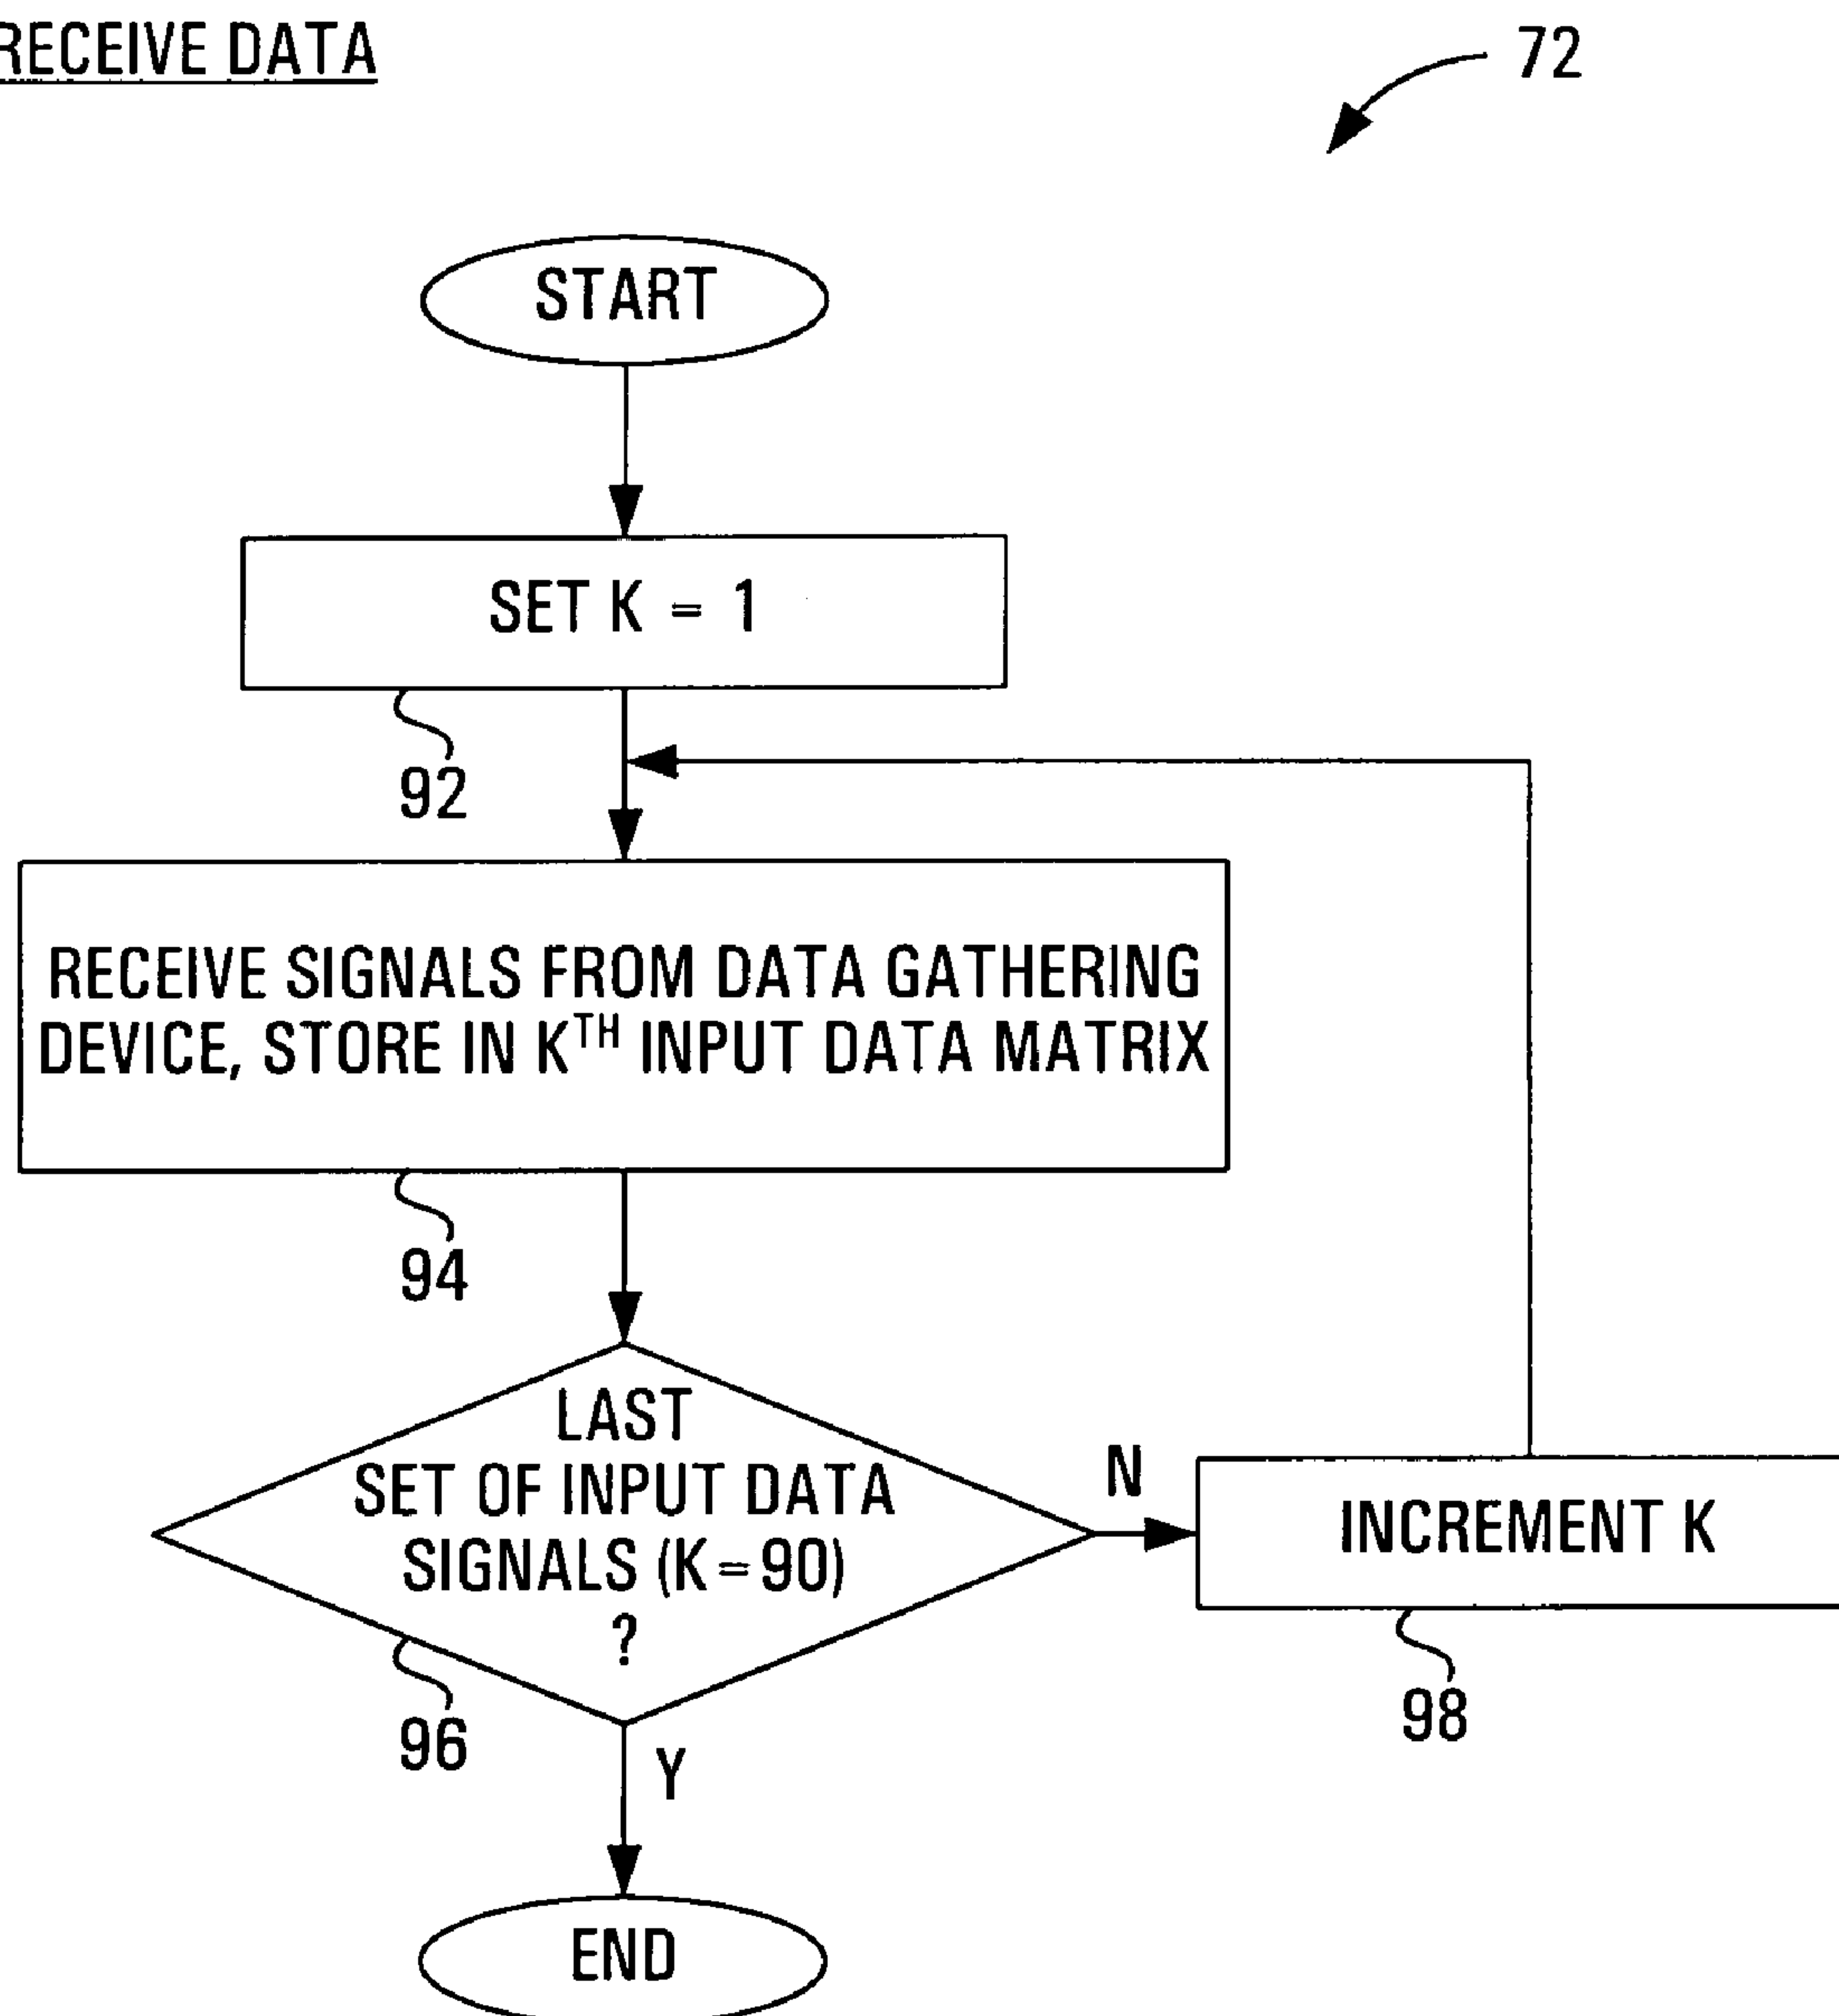 RECEIVE DATA
72
START
SET K = 1
92
RECEIVE SIGNALS FROM DATA GATHERING
DEVICE, STORE IN KTH INPUT DATA MATRIX
94
LAST
SET OF INPUT DATA
SIGNALS (K=90)
?
N
INCREMENT K
96
98
Y
END